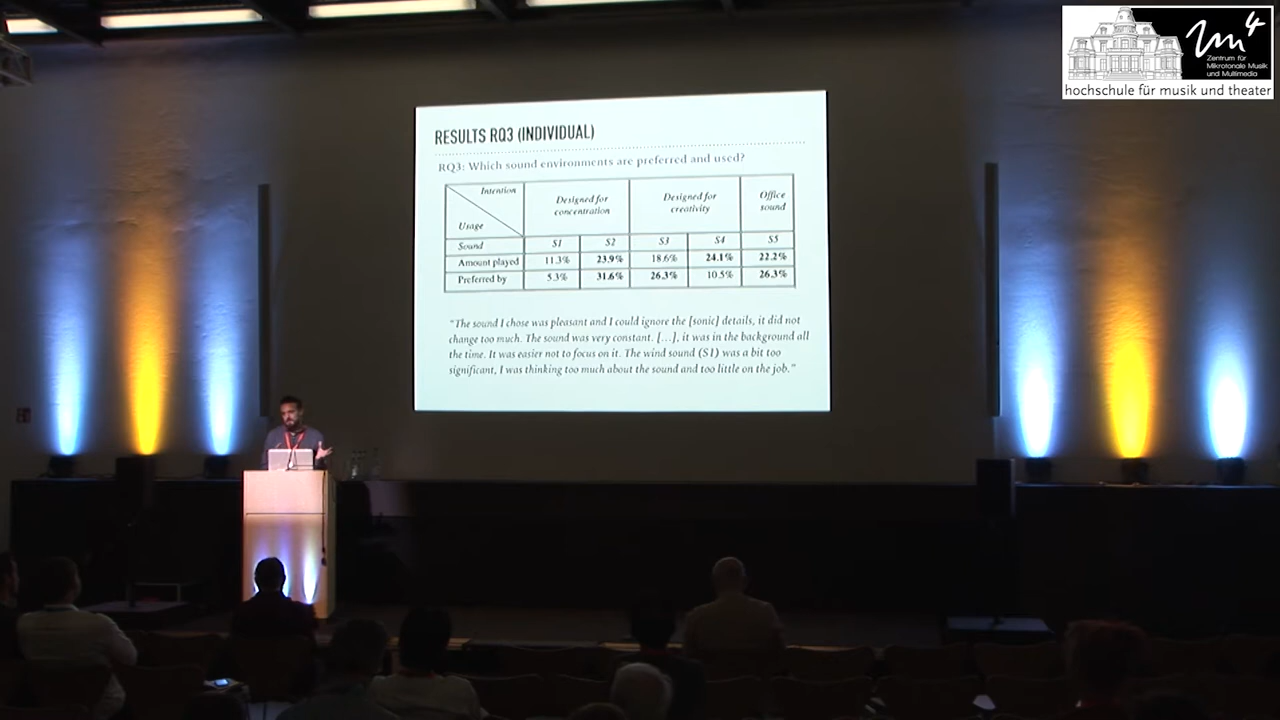 m4
Zentrum für
Mikrotonale Musik
und Multimedia
hochschule für musik und theater
RESULTS RQ3 (INDIVIDUAL)
RQ3: Which sound environments are preferred and used?
Intention
Usage
Designed for
concentration
Designed for
creativity
Office
sound
Sound S1 S2 S3 S4 S5
Amount played 11.3% 23.9% 18.6% 24.1% 22.2%
Preferred by 5.3% 31.6% 26.3% 10.5% 26.3%
"The sound I chose was pleasant and I could ignore the [sonic] details, it did not
change too much. The sound was very constant. [...], it was in the background all
the time. It was easier not to focus on it. The wind sound (S1) was a bit too
significant, I was thinking too much about the sound and too little on the job."